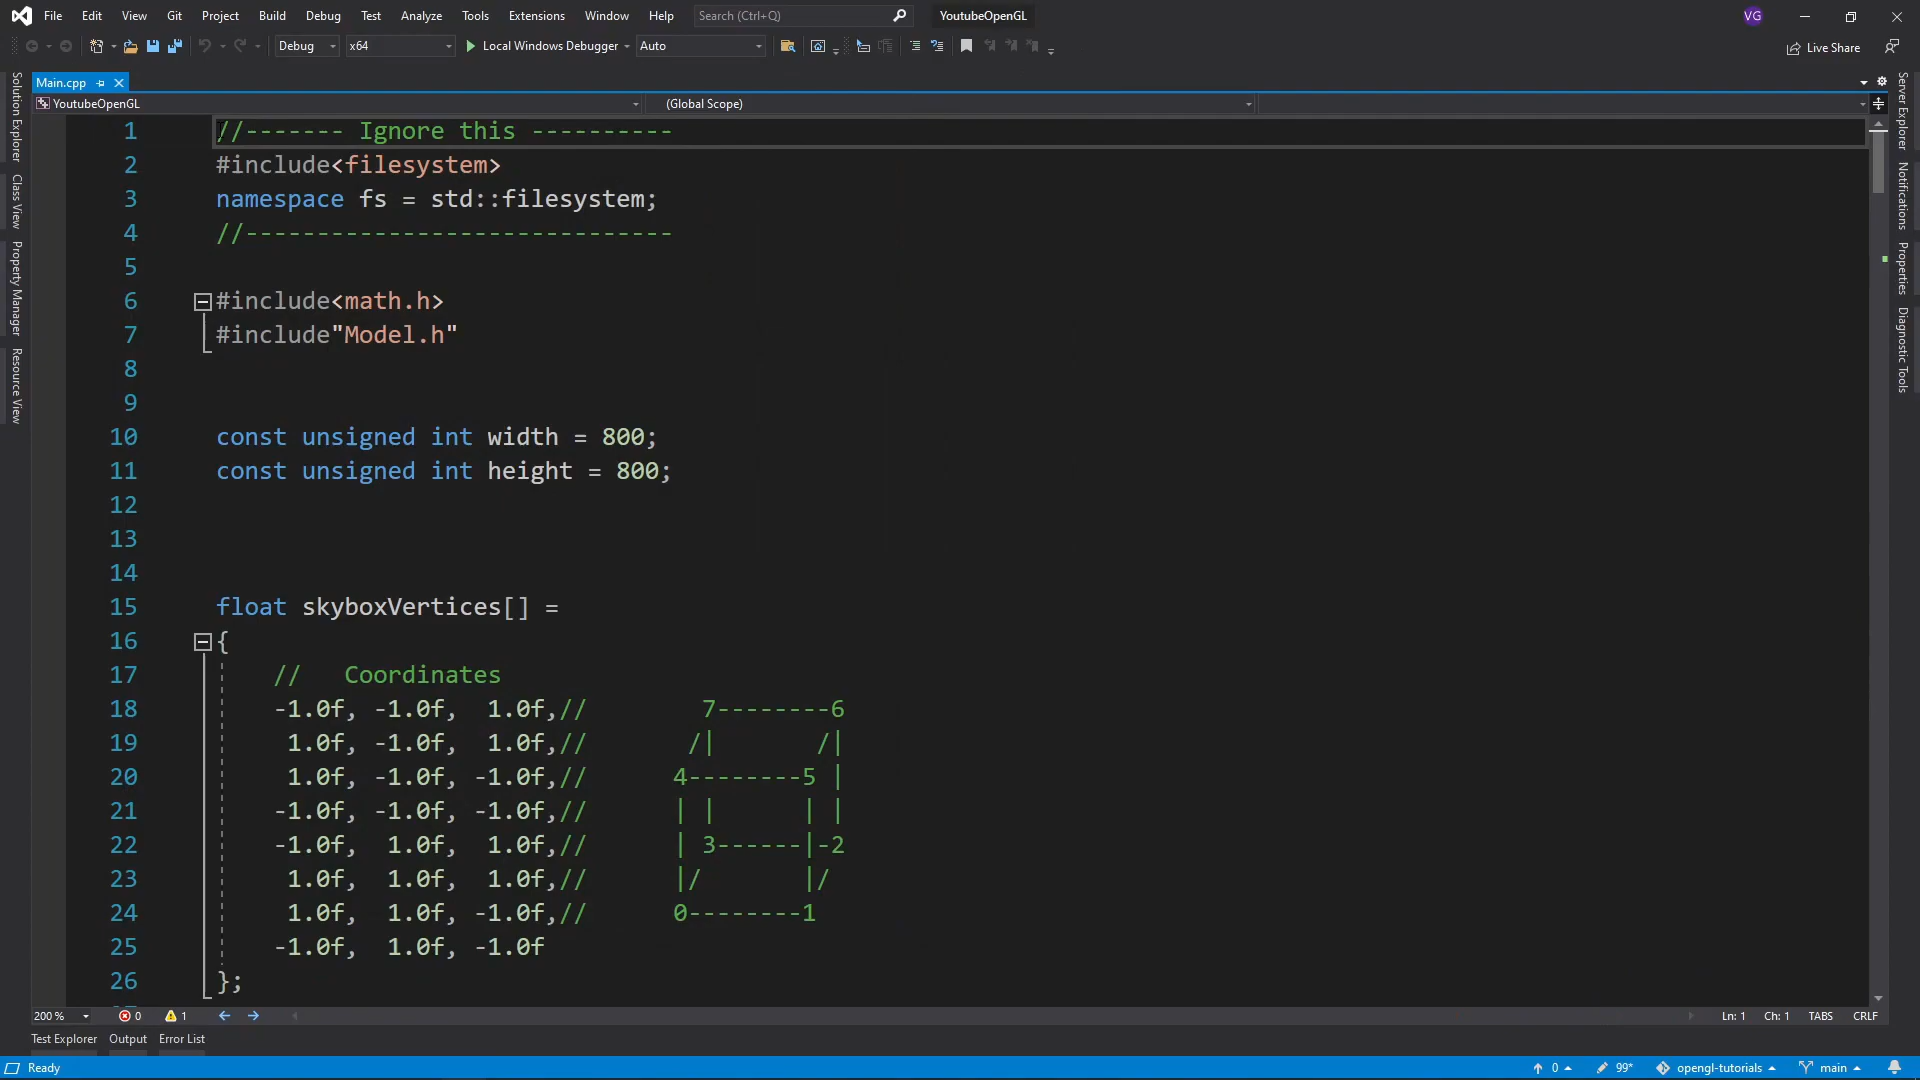 File Edit View Git Project Build Debug Test Analyze Tools Extensions Window Help Search (Ctrl+Q) YoutubeOpenGL VG
Debug x64 Local Windows Debugger Auto Live Share
Main.cpp
YoutubeOpenGL (Global Scope)
Solution Explorer
Class View
Property Manager
Resource View
1 //------- Ignore this ----------
2 #include<filesystem>
3 namespace fs = std::filesystem;
4 //------------------------------
5
6 #include<math.h>
7 #include"Model.h"
8
9
10 const unsigned int width = 800;
11 const unsigned int height = 800;
12
13
14
15 float skyboxVertices[] =
16 {
17 //   Coordinates
18 -1.0f, -1.0f,  1.0f,//        7--------6
19  1.0f, -1.0f,  1.0f,//       /|       /|
20  1.0f, -1.0f, -1.0f,//      4--------5 |
21 -1.0f, -1.0f, -1.0f,//      | |      | |
22 -1.0f,  1.0f,  1.0f,//      | 3------|-2
23  1.0f,  1.0f,  1.0f,//      |/       |/
24  1.0f,  1.0f, -1.0f,//      0--------1
25 -1.0f,  1.0f, -1.0f
26 };
Server Explorer
Notifications
Properties
Diagnostic Tools
200 % 0 1 Ln: 1 Ch: 1 TABS CRLF
Test Explorer Output Error List
Ready 0 99* opengl-tutorials main